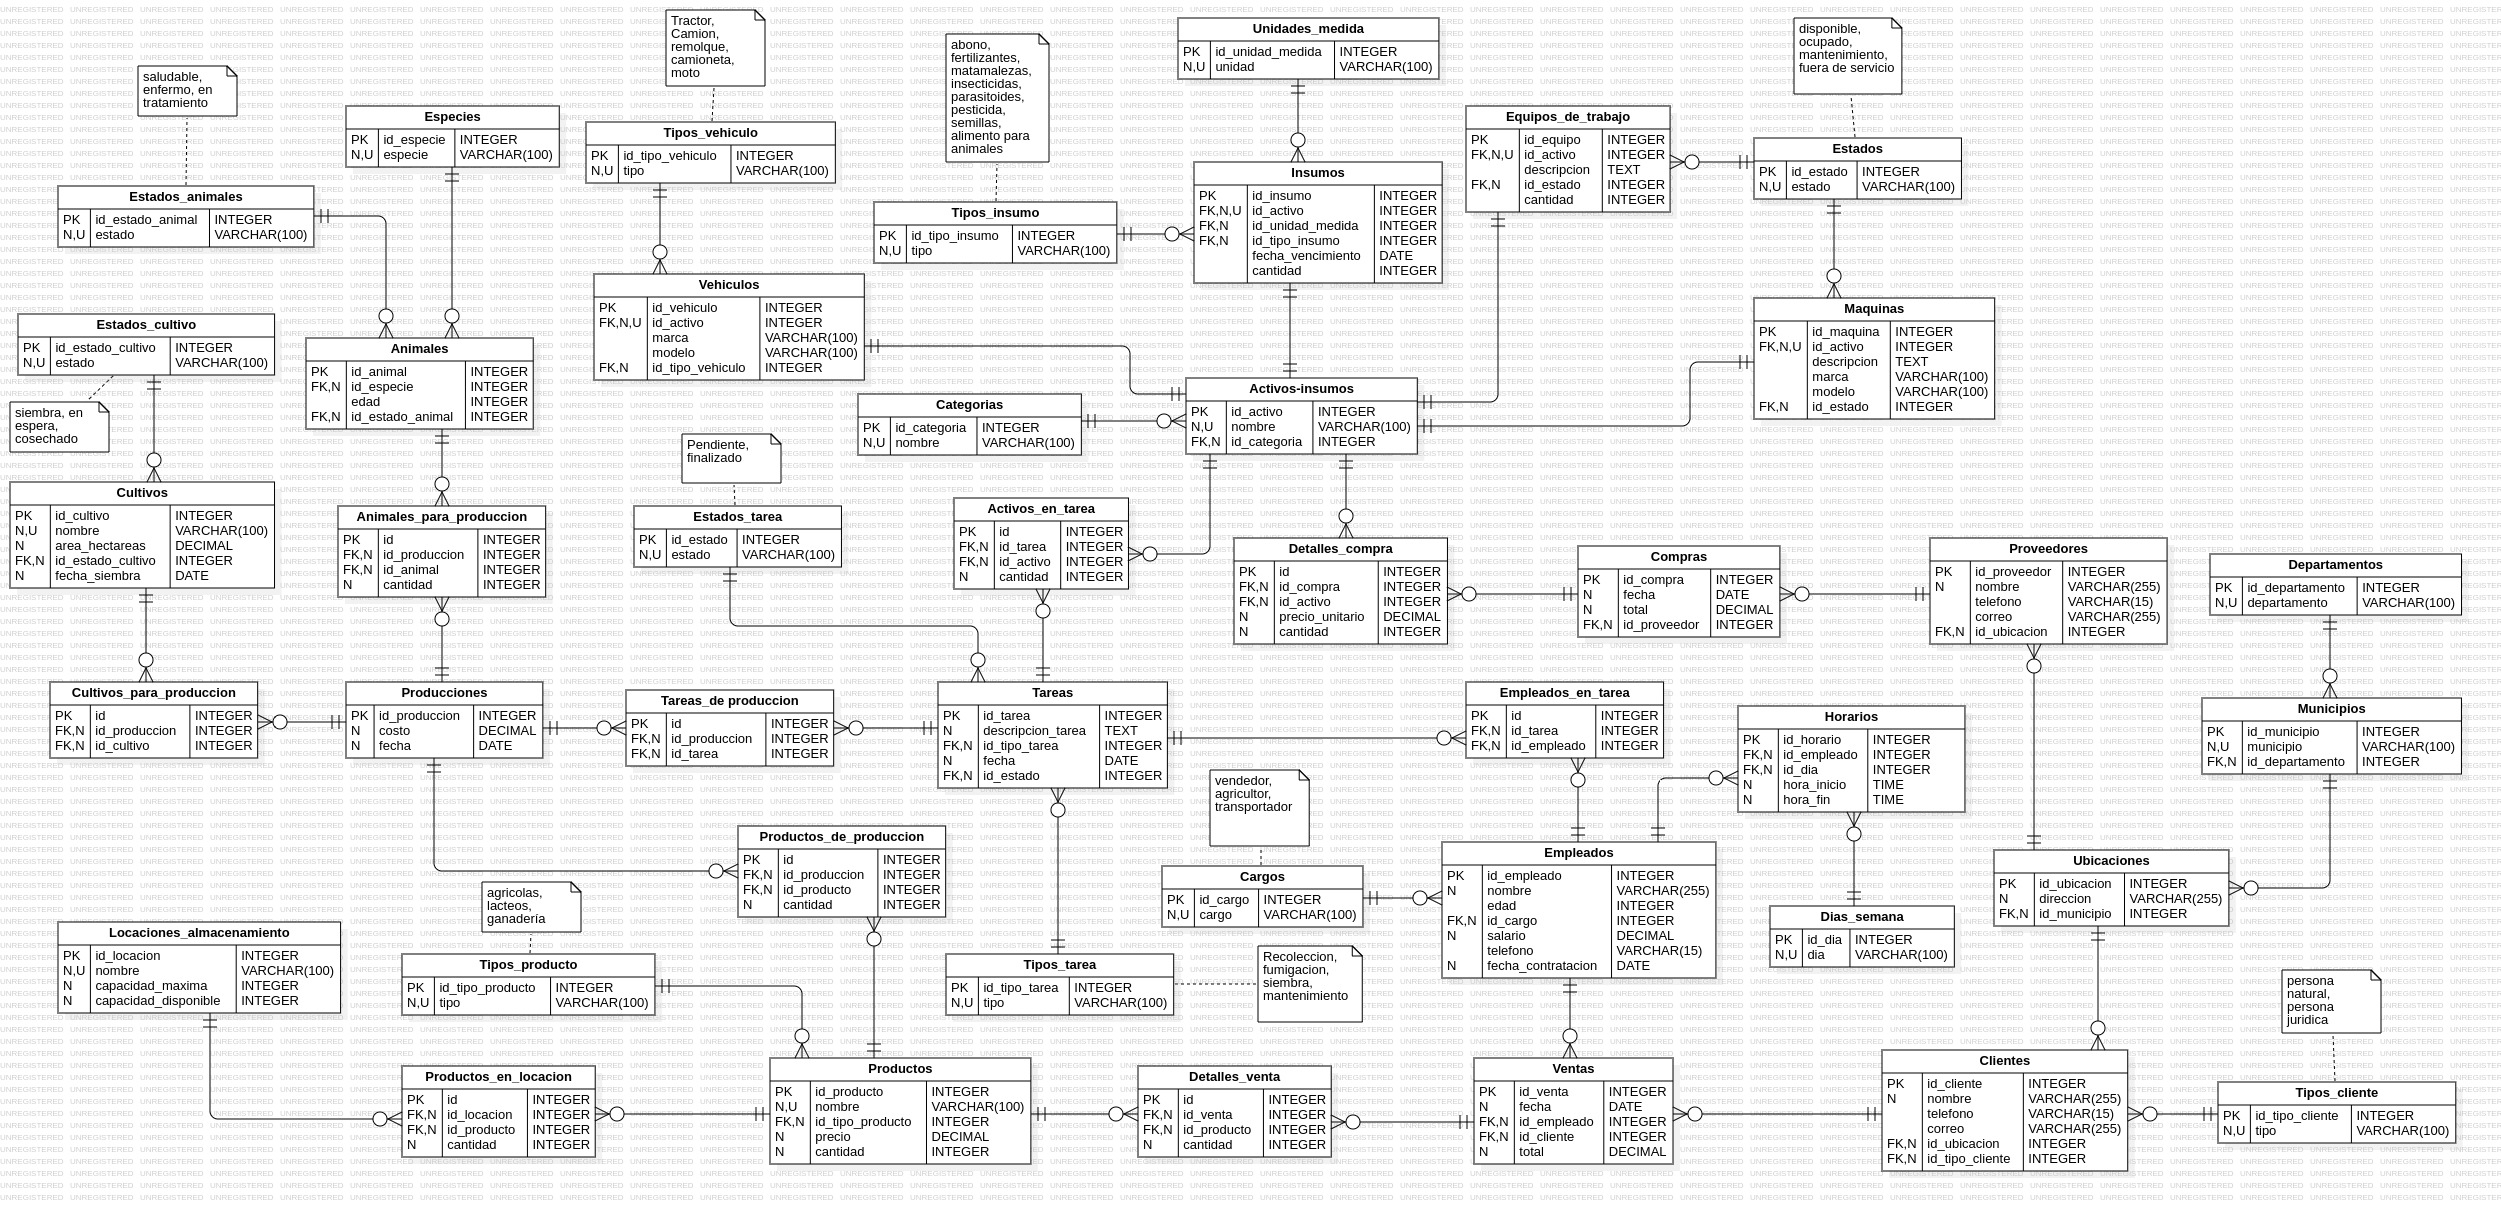 UNREGISTERED
saludable,
enfermo, en
tratamiento
Estados_animales
PK id_estado_animal INTEGER
N,U estado VARCHAR(100)
Especies
PK id_especie INTEGER
N,U especie VARCHAR(100)
Tractor,
Camion,
remolque,
camioneta,
moto
Tipos_vehiculo
PK id_tipo_vehiculo INTEGER
N,U tipo VARCHAR(100)
abono,
fertilizantes,
matamalezas,
insecticidas,
parasitoides,
pesticida,
semillas,
alimento para
animales
Tipos_insumo
PK id_tipo_insumo INTEGER
N,U tipo VARCHAR(100)
Unidades_medida
PK id_unidad_medida INTEGER
N,U unidad VARCHAR(100)
Insumos
PK id_insumo INTEGER
FK,N,U id_activo INTEGER
FK,N id_unidad_medida INTEGER
FK,N id_tipo_insumo INTEGER
fecha_vencimiento DATE
cantidad INTEGER
Equipos_de_trabajo
PK id_equipo INTEGER
FK,N,U id_activo INTEGER
descripcion TEXT
FK,N id_estado INTEGER
cantidad INTEGER
disponible,
ocupado,
mantenimiento,
fuera de servicio
Estados
PK id_estado INTEGER
N,U estado VARCHAR(100)
Estados_cultivo
PK id_estado_cultivo INTEGER
N,U estado VARCHAR(100)
siembra, en
espera,
cosechado
Animales
PK id_animal INTEGER
FK,N id_especie INTEGER
edad INTEGER
FK,N id_estado_animal INTEGER
Vehiculos
PK id_vehiculo INTEGER
FK,N,U id_activo INTEGER
marca VARCHAR(100)
modelo VARCHAR(100)
FK,N id_tipo_vehiculo INTEGER
Maquinas
PK id_maquina INTEGER
FK,N,U id_activo INTEGER
descripcion TEXT
marca VARCHAR(100)
modelo VARCHAR(100)
FK,N id_estado INTEGER
Categorias
PK id_categoria INTEGER
N,U nombre VARCHAR(100)
Activos-insumos
PK id_activo INTEGER
N,U nombre VARCHAR(100)
FK,N id_categoria INTEGER
Cultivos
PK id_cultivo INTEGER
N,U nombre VARCHAR(100)
N area_hectareas DECIMAL
FK,N id_estado_cultivo INTEGER
N fecha_siembra DATE
Animales_para_produccion
PK id INTEGER
FK,N id_produccion INTEGER
FK,N id_animal INTEGER
N cantidad INTEGER
Pendiente,
finalizado
Estados_tarea
PK id_estado INTEGER
N,U estado VARCHAR(100)
Activos_en_tarea
PK id INTEGER
FK,N id_tarea INTEGER
FK,N id_activo INTEGER
N cantidad INTEGER
Detalles_compra
PK id INTEGER
FK,N id_compra INTEGER
FK,N id_activo INTEGER
N precio_unitario DECIMAL
N cantidad INTEGER
Compras
PK id_compra INTEGER
N fecha DATE
N total DECIMAL
FK,N id_proveedor INTEGER
Proveedores
PK id_proveedor INTEGER
N nombre VARCHAR(255)
telefono VARCHAR(15)
correo VARCHAR(255)
FK,N id_ubicacion INTEGER
Departamentos
PK id_departamento INTEGER
N,U departamento VARCHAR(100)
Cultivos_para_produccion
PK id INTEGER
FK,N id_produccion INTEGER
FK,N id_cultivo INTEGER
Producciones
PK id_produccion INTEGER
N costo DECIMAL
N fecha DATE
Tareas_de produccion
PK id INTEGER
FK,N id_produccion INTEGER
FK,N id_tarea INTEGER
Tareas
PK id_tarea INTEGER
N descripcion_tarea TEXT
FK,N id_tipo_tarea INTEGER
N fecha DATE
FK,N id_estado INTEGER
Empleados_en_tarea
PK id INTEGER
FK,N id_tarea INTEGER
FK,N id_empleado INTEGER
Horarios
PK id_horario INTEGER
FK,N id_empleado INTEGER
FK,N id_dia INTEGER
N hora_inicio TIME
N hora_fin TIME
Municipios
PK id_municipio INTEGER
N,U municipio VARCHAR(100)
FK,N id_departamento INTEGER
Productos_de_produccion
PK id INTEGER
FK,N id_produccion INTEGER
FK,N id_producto INTEGER
N cantidad INTEGER
vendedor,
agricultor,
transportador
Cargos
PK id_cargo INTEGER
N,U cargo VARCHAR(100)
Empleados
PK id_empleado INTEGER
N nombre VARCHAR(255)
edad INTEGER
FK,N id_cargo INTEGER
N salario DECIMAL
telefono VARCHAR(15)
N fecha_contratacion DATE
Dias_semana
PK id_dia INTEGER
N,U dia VARCHAR(100)
Ubicaciones
PK id_ubicacion INTEGER
N direccion VARCHAR(255)
FK,N id_municipio INTEGER
Locaciones_almacenamiento
PK id_locacion INTEGER
N,U nombre VARCHAR(100)
N capacidad_maxima INTEGER
N capacidad_disponible INTEGER
agricolas,
lacteos,
ganadería
Tipos_producto
PK id_tipo_producto INTEGER
N,U tipo VARCHAR(100)
Tipos_tarea
PK id_tipo_tarea INTEGER
N,U tipo VARCHAR(100)
Recoleccion,
fumigacion,
siembra,
mantenimiento
persona
natural,
persona
juridica
Productos_en_locacion
PK id INTEGER
FK,N id_locacion INTEGER
FK,N id_producto INTEGER
N cantidad INTEGER
Productos
PK id_producto INTEGER
N,U nombre VARCHAR(100)
FK,N id_tipo_producto INTEGER
N precio DECIMAL
N cantidad INTEGER
Detalles_venta
PK id INTEGER
FK,N id_venta INTEGER
FK,N id_producto INTEGER
N cantidad INTEGER
Ventas
PK id_venta INTEGER
N fecha DATE
FK,N id_empleado INTEGER
FK,N id_cliente INTEGER
N total DECIMAL
Clientes
PK id_cliente INTEGER
N nombre VARCHAR(255)
telefono VARCHAR(15)
correo VARCHAR(255)
FK,N id_ubicacion INTEGER
FK,N id_tipo_cliente INTEGER
Tipos_cliente
PK id_tipo_cliente INTEGER
N,U tipo VARCHAR(100)